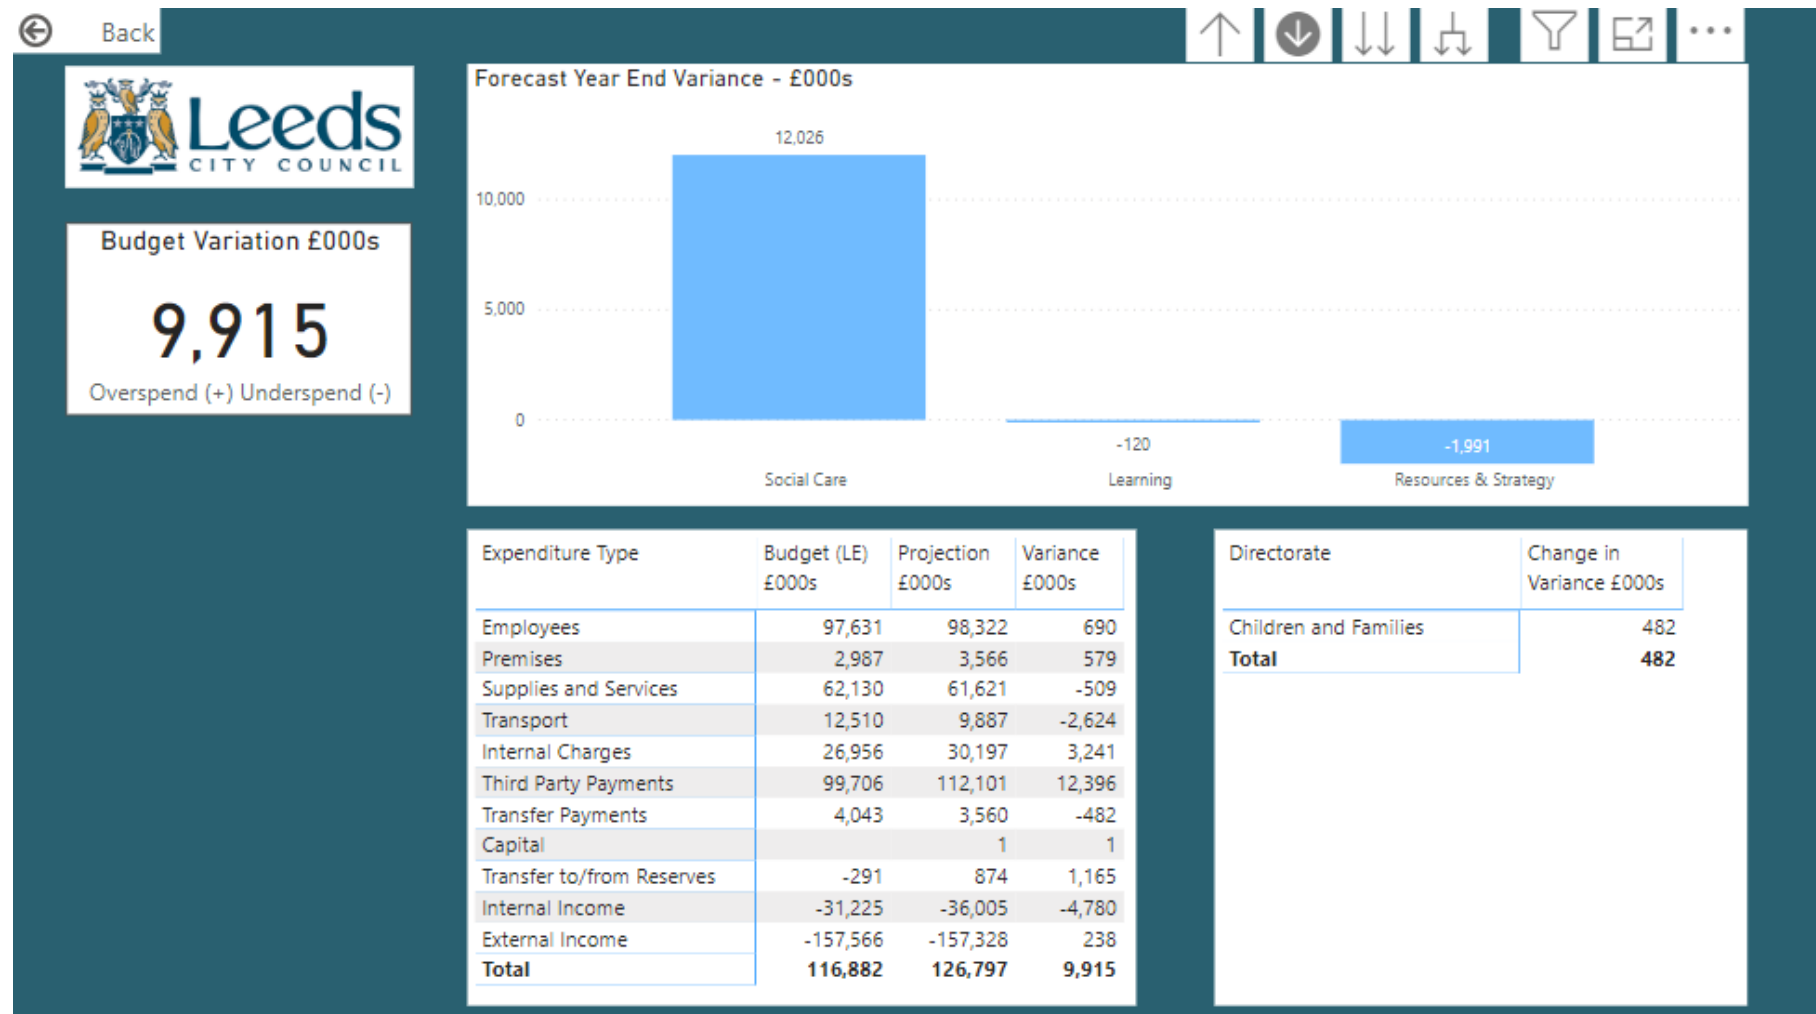 Back
Leeds
CITY COUNCIL
Budget Variation £000s
9,915
Overspend (+) Underspend (-)
Forecast Year End Variance - £000s
12,026
10,000
5,000
0
-120
-1,991
Social Care Learning Resources & Strategy
Expenditure Type Budget (LE) £000s Projection £000s Variance £000s
Employees 97,631 98,322 690
Premises 2,987 3,566 579
Supplies and Services 62,130 61,621 -509
Transport 12,510 9,887 -2,624
Internal Charges 26,956 30,197 3,241
Third Party Payments 99,706 112,101 12,396
Transfer Payments 4,043 3,560 -482
Capital 1 1
Transfer to/from Reserves -291 874 1,165
Internal Income -31,225 -36,005 -4,780
External Income -157,566 -157,328 238
Total 116,882 126,797 9,915
Directorate Change in Variance £000s
Children and Families 482
Total 482